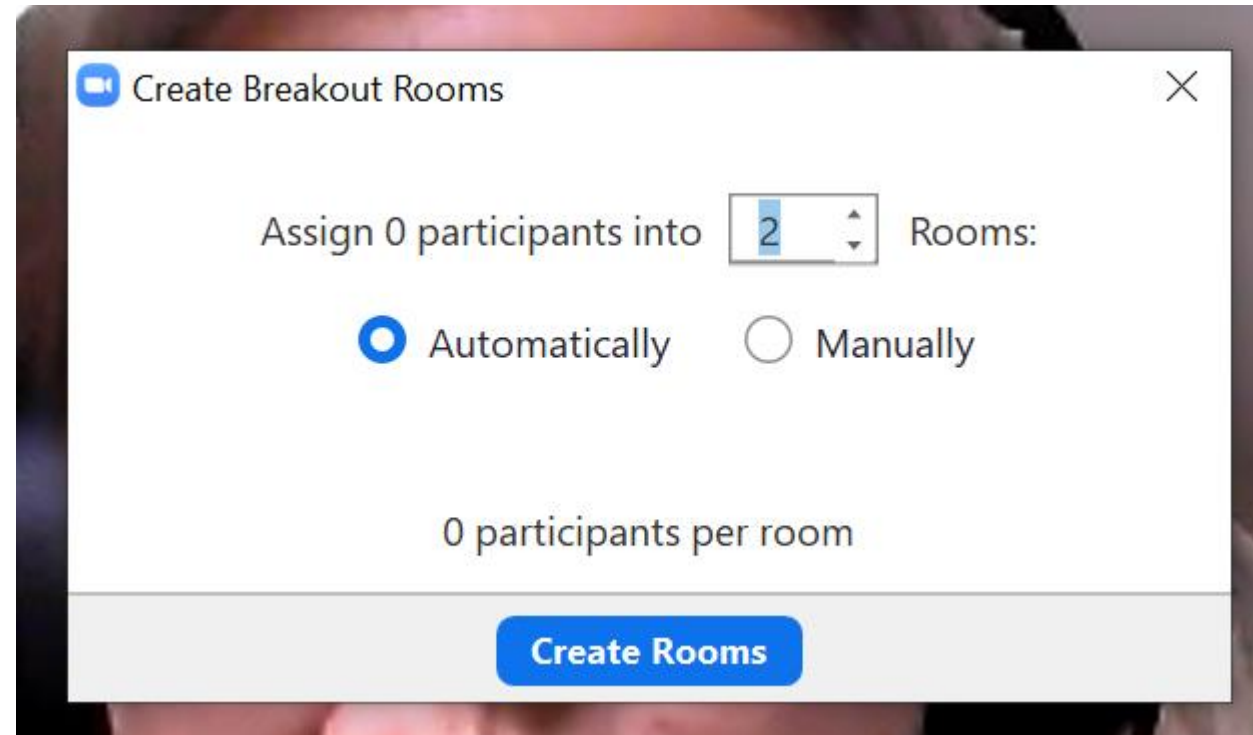 Create Breakout Rooms
Assign 0 participants into 2 Rooms:
Automatically Manually
0 participants per room
Create Rooms